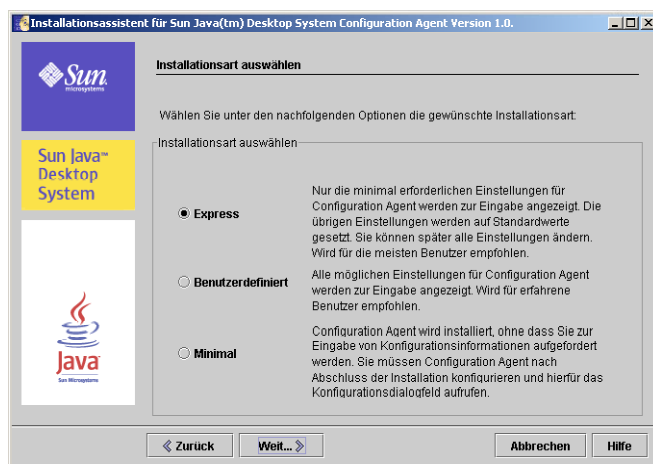 Installationsassistent für Sun Java(tm) Desktop System Configuration Agent Version 1.0.
Sun
microsystems
Sun Java™
Desktop
System
Java
Sun Microsystems
Installationsart auswählen
Wählen Sie unter den nachfolgenden Optionen die gewünschte Installationsart:
Installationsart auswählen
Express
Nur die minimal erforderlichen Einstellungen für
Configuration Agent werden zur Eingabe angezeigt. Die
übrigen Einstellungen werden auf Standardwerte
gesetzt. Sie können später alle Einstellungen ändern.
Wird für die meisten Benutzer empfohlen.
Benutzerdefiniert
Alle möglichen Einstellungen für Configuration Agent
werden zur Eingabe angezeigt. Wird für erfahrene
Benutzer empfohlen.
Minimal
Configuration Agent wird installiert, ohne dass Sie zur
Eingabe von Konfigurationsinformationen aufgefordert
werden. Sie müssen Configuration Agent nach
Abschluss der Installation konfigurieren und hierfür das
Konfigurationsdialogfeld aufrufen.
Zurück
Weit...
Abbrechen
Hilfe